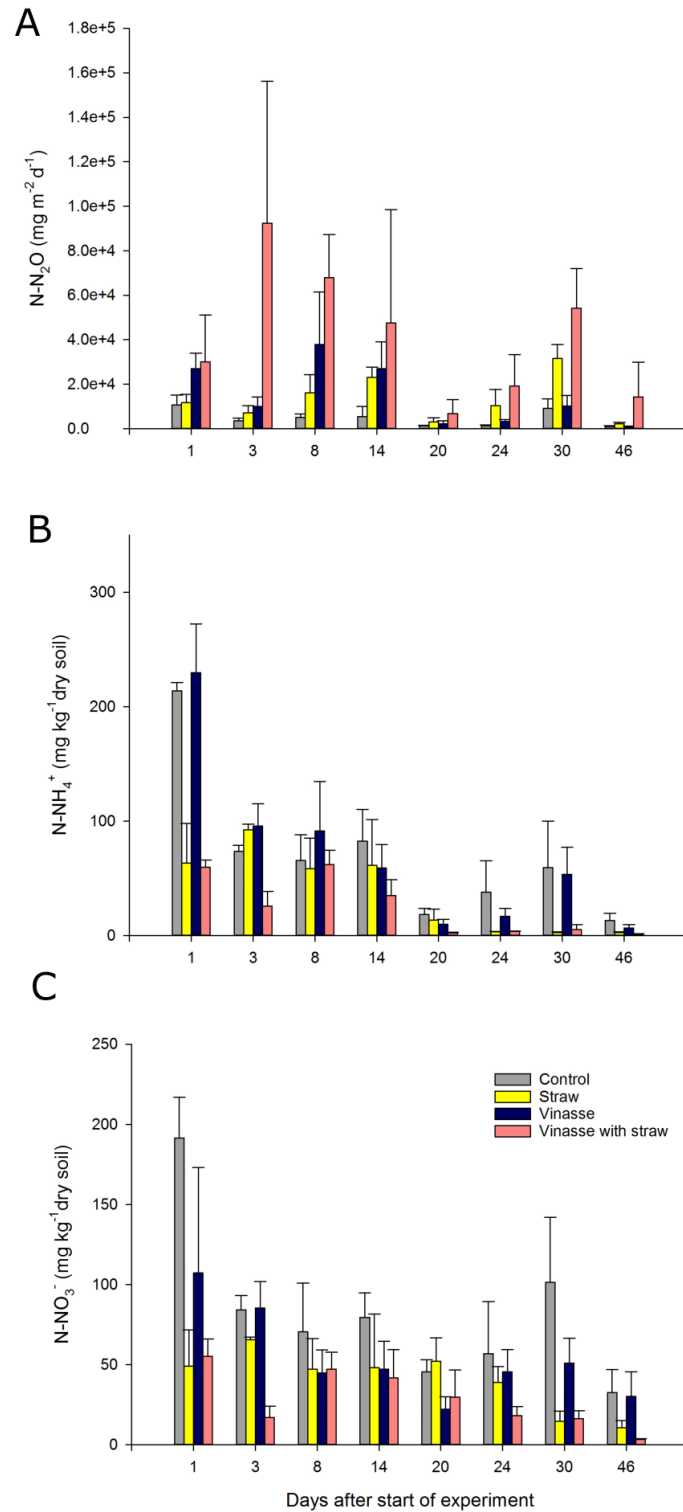 A
1.8e+5
1.6e+5
1.4e+5
1.2e+5
1.0e+5
8.0e+4
6.0e+4
4.0e+4
2.0e+4
0.0
N-N₂O (mg m⁻² d⁻¹)
1 3 8 14 20 24 30 46
B
300
200
100
0
N-NH₄⁺ (mg kg⁻¹dry soil)
1 3 8 14 20 24 30 46
C
250
200
150
100
50
0
N-NO₃⁻ (mg kg⁻¹dry soil)
Control
Straw
Vinasse
Vinasse with straw
1 3 8 14 20 24 30 46
Days after start of experiment